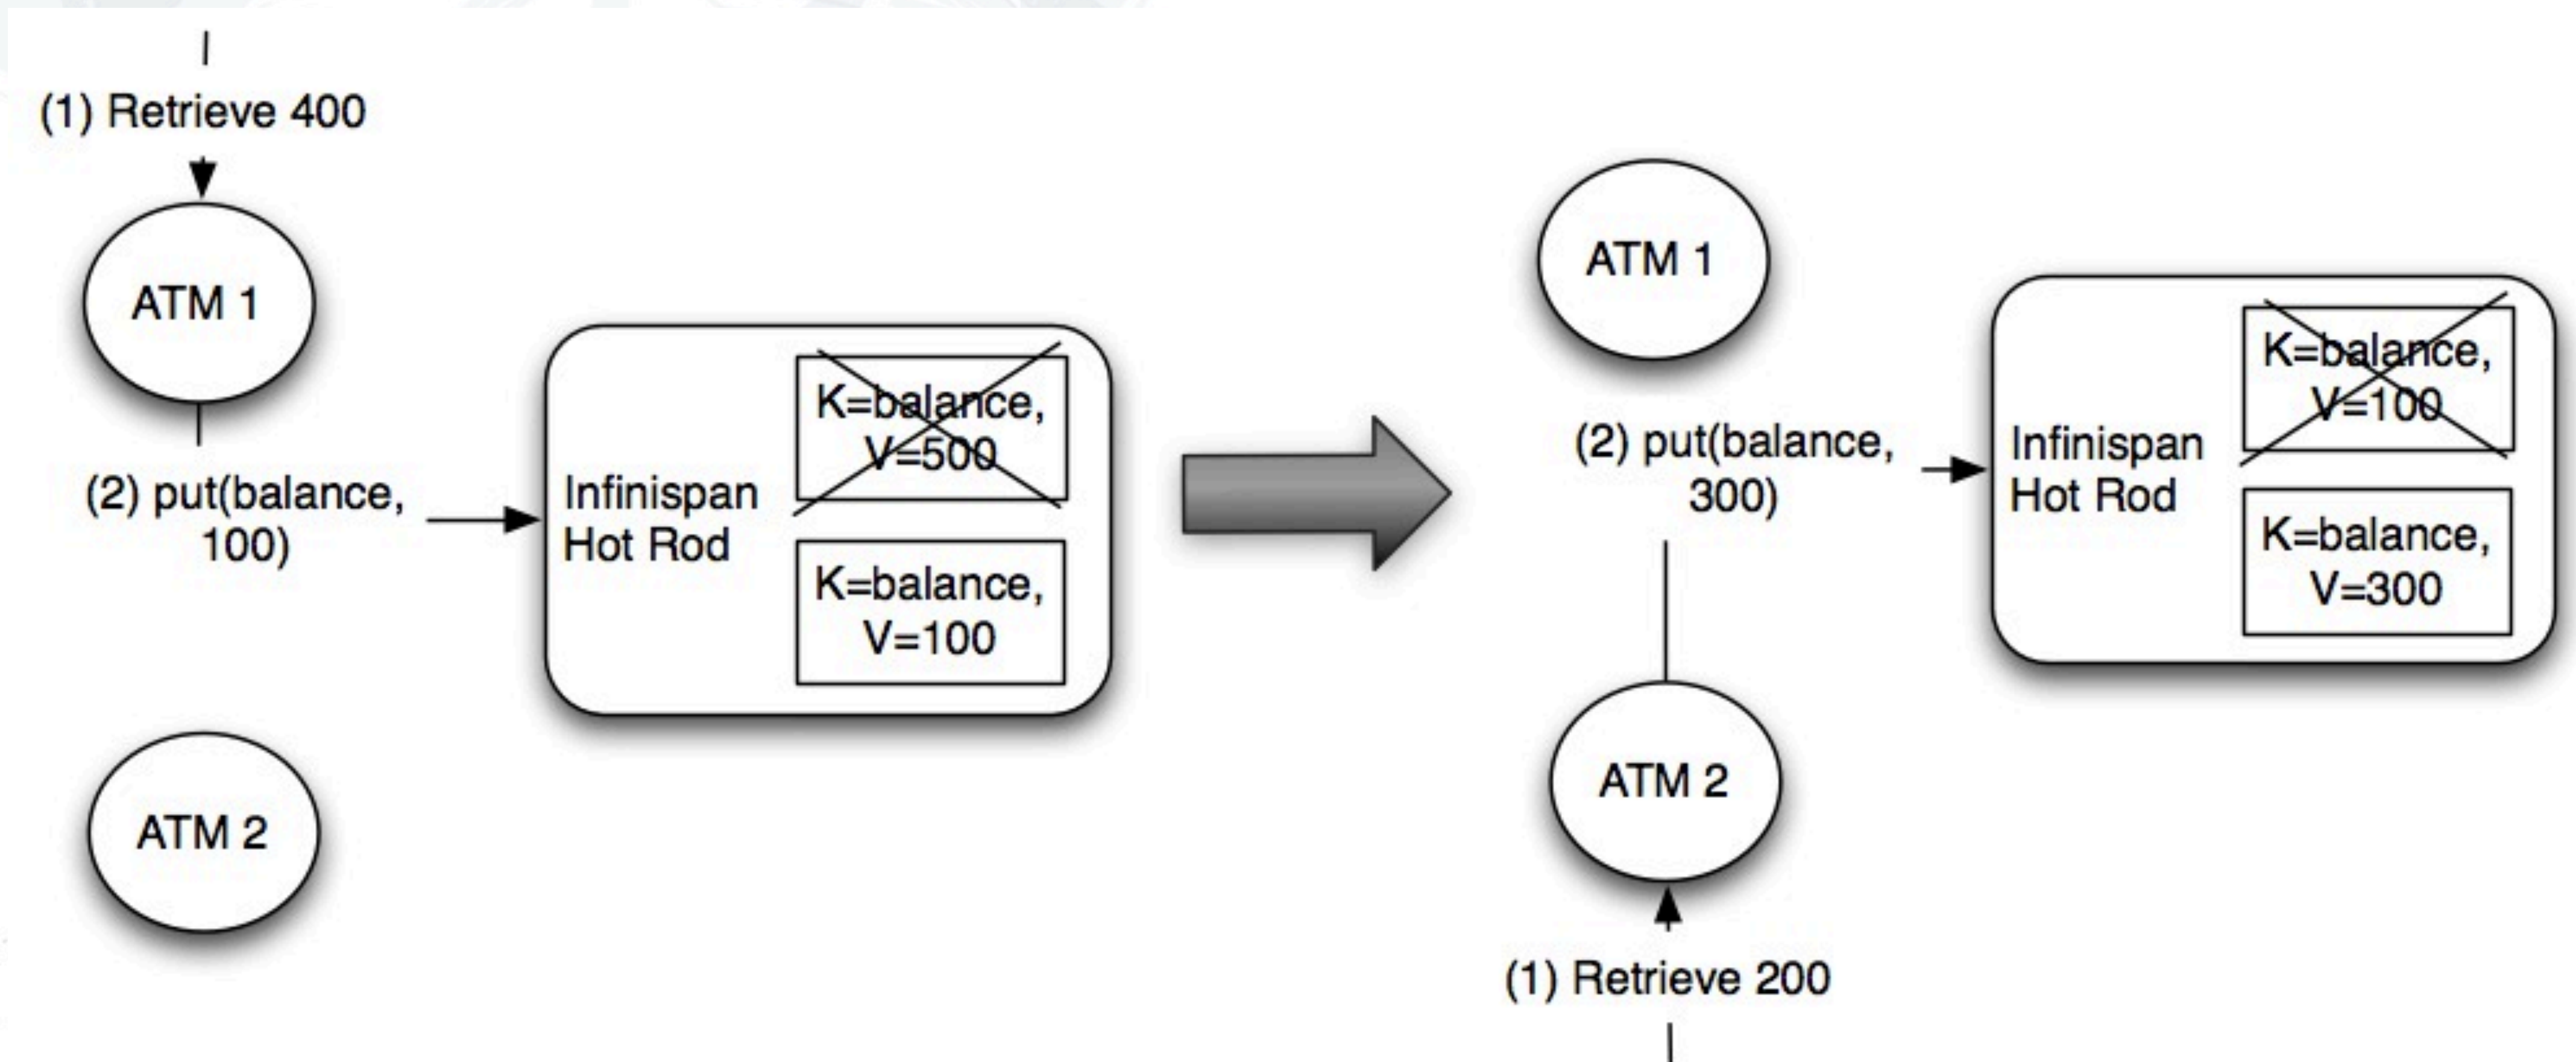 (1) Retrieve 400
ATM 1
(2) put(balance,
100)
Infinispan
Hot Rod
K=balance,
V=500
K=balance,
V=100
ATM 2
ATM 1
(2) put(balance,
300)
Infinispan
Hot Rod
K=balance,
V=100
K=balance,
V=300
ATM 2
(1) Retrieve 200